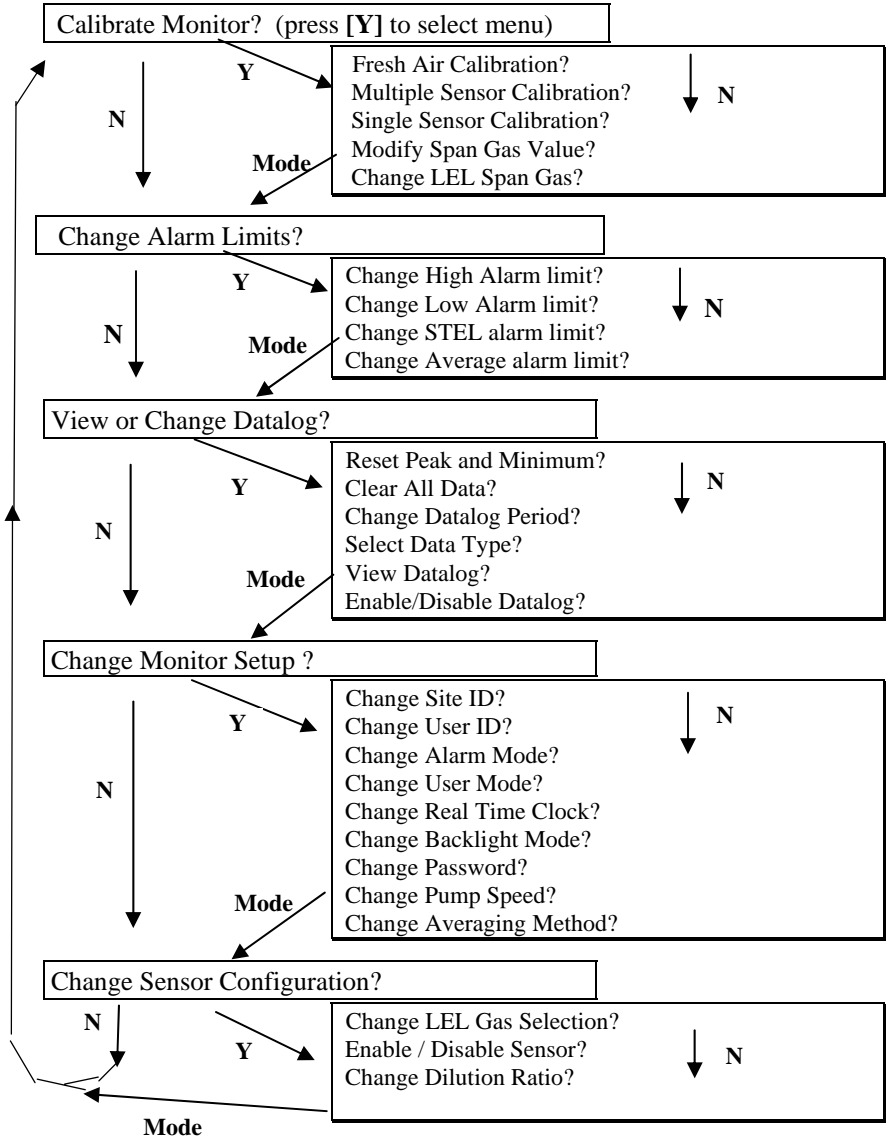 Calibrate Monitor? (press [Y] to select menu)
Y
N
Fresh Air Calibration?
Multiple Sensor Calibration?
Single Sensor Calibration?
Modify Span Gas Value?
Change LEL Span Gas?
N
Mode
Change Alarm Limits?
Y
N
Change High Alarm limit?
Change Low Alarm limit?
Change STEL alarm limit?
Change Average alarm limit?
N
Mode
View or Change Datalog?
Y
N
Reset Peak and Minimum?
Clear All Data?
Change Datalog Period?
Select Data Type?
View Datalog?
Enable/Disable Datalog?
N
Mode
Change Monitor Setup ?
Y
N
Change Site ID?
Change User ID?
Change Alarm Mode?
Change User Mode?
Change Real Time Clock?
Change Backlight Mode?
Change Password?
Change Pump Speed?
Change Averaging Method?
N
Mode
Change Sensor Configuration?
N
Y
Change LEL Gas Selection?
Enable / Disable Sensor?
Change Dilution Ratio?
N
Mode